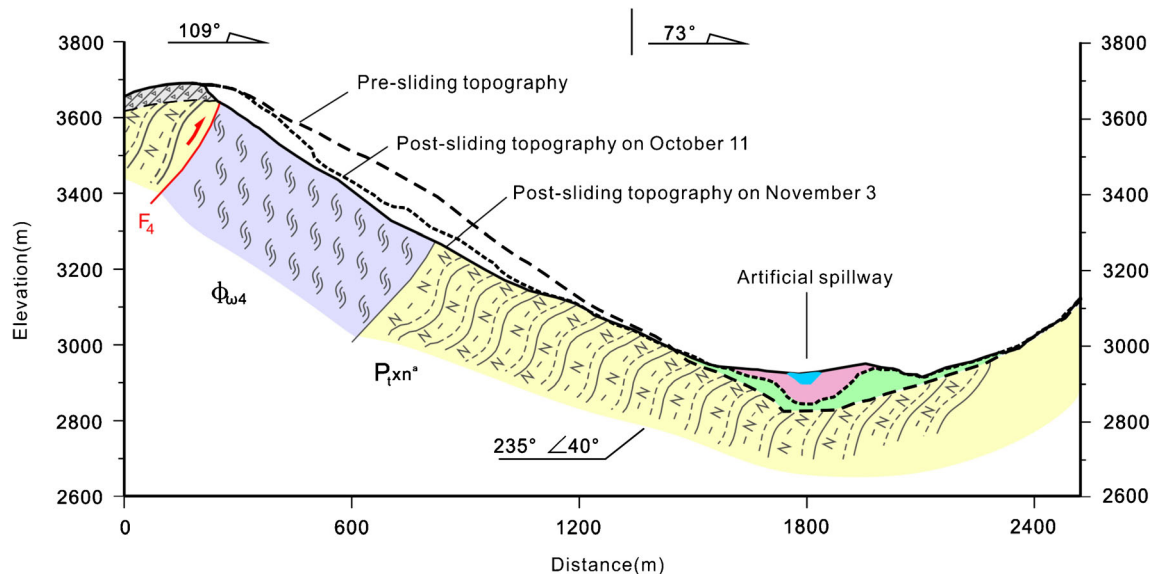 109°
73°
3800
3600
3400
3200
3000
2800
2600
3800
3600
3400
3200
3000
2800
2600
Elevation(m)
Pre-sliding topography
Post-sliding topography on October 11
Post-sliding topography on November 3
Artificial spillway
F4
Φω4
Ptxnª
235° ∠40°
0
600
1200
1800
2400
Distance(m)